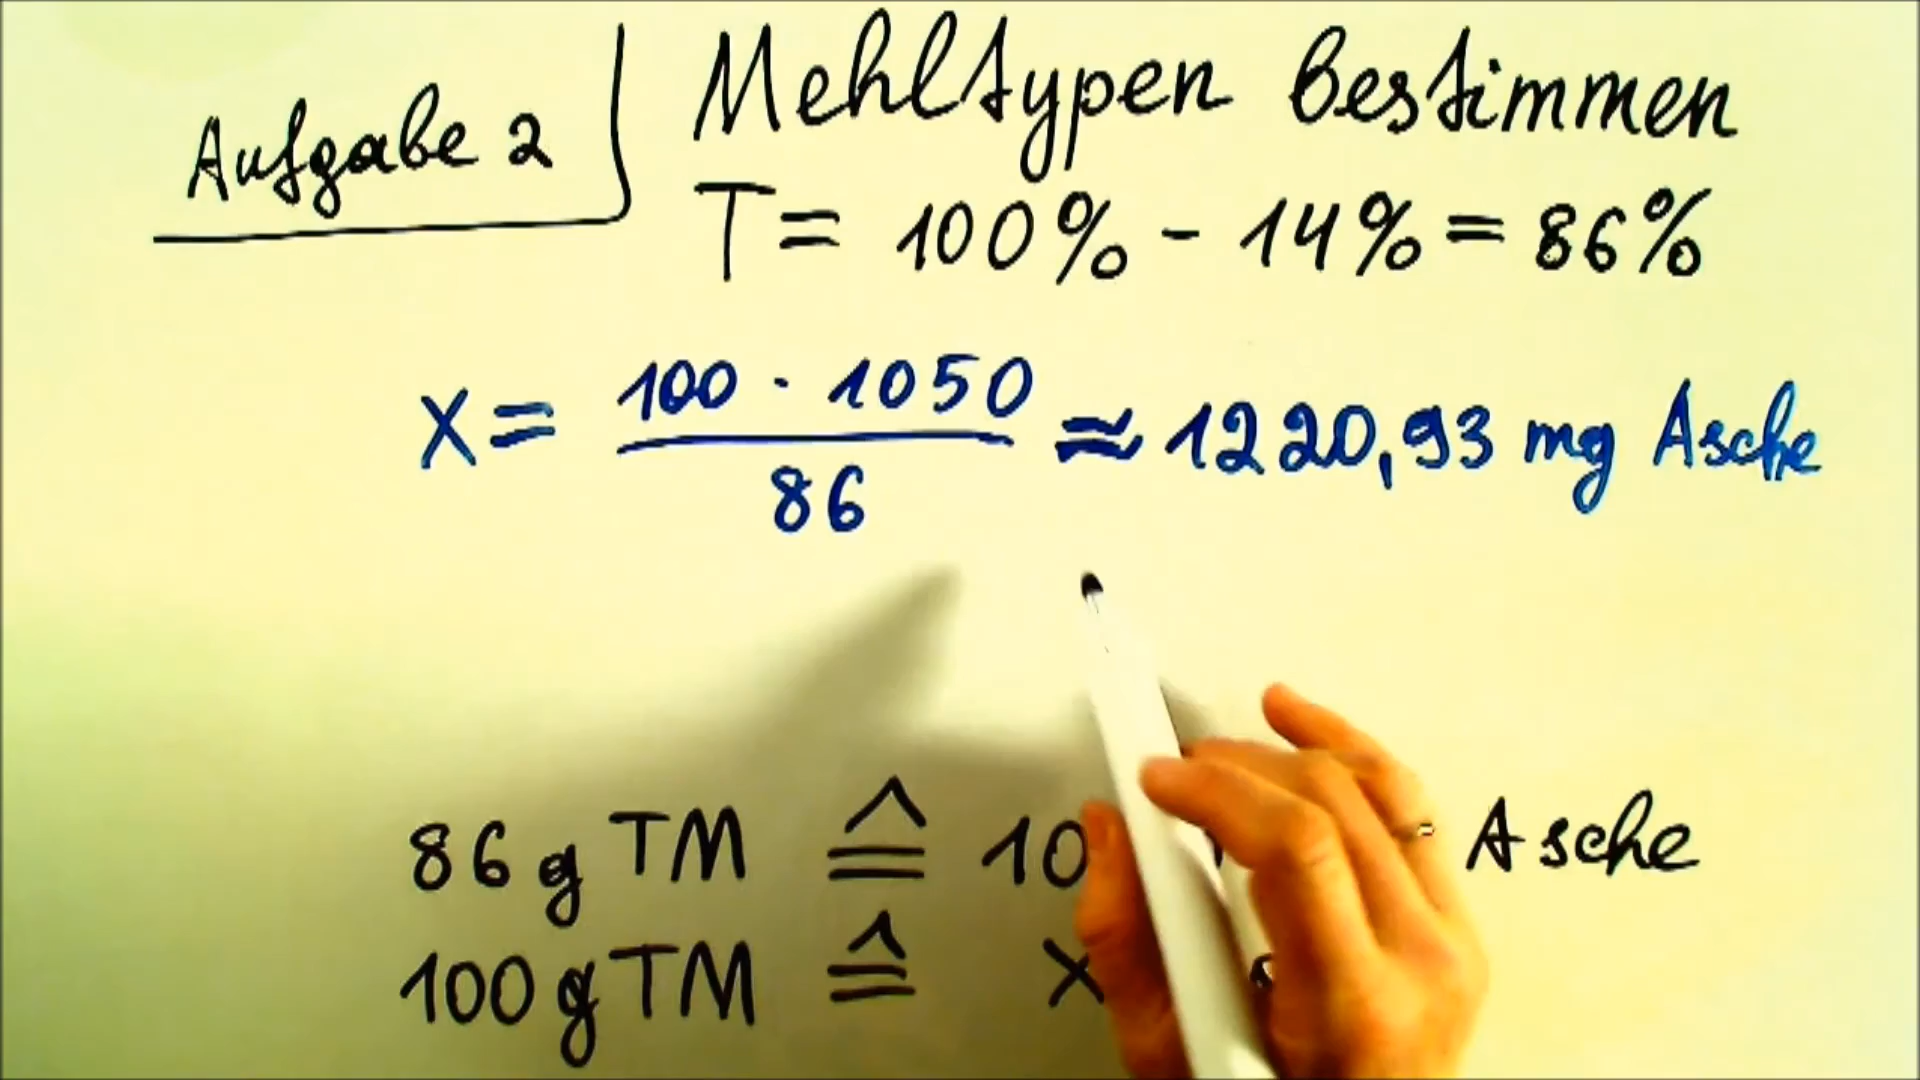 Aufgabe 2
Mehltypen bestimmen
T = 100% - 14% = 86%
x = 100 · 1050 / 86 ≈ 1220,93 mg Asche
86 g TM ≙ 10 Asche
100 g TM ≙ x